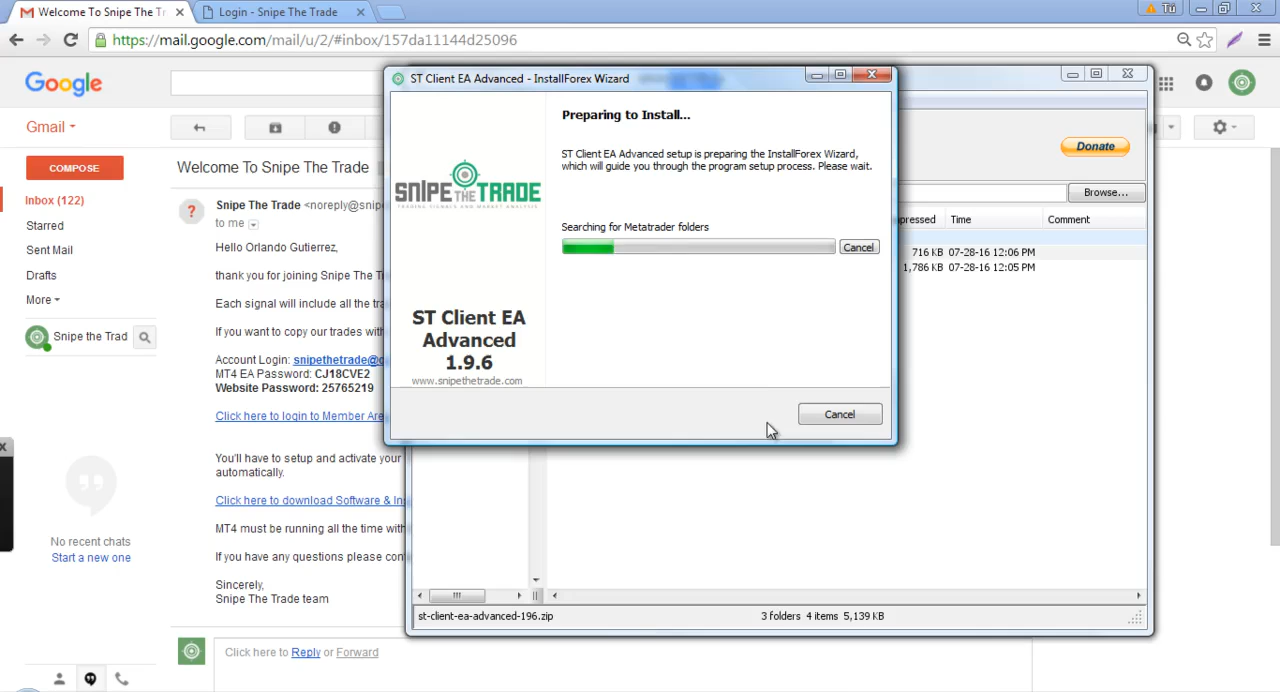 Welcome To Snipe The Tr
Login - Snipe The Trade
Tü
https://mail.google.com/mail/u/2/#inbox/157da11144d25096
Google
Gmail
COMPOSE
Inbox (122)
Starred
Sent Mail
Drafts
More
Snipe the Trad
No recent chats
Start a new one
Welcome To Snipe The Trade
Snipe The Trade <noreply@snipe
to me
Hello Orlando Gutierrez,
thank you for joining Snipe The T
Each signal will include all the tra
If you want to copy our trades with
Account Login: snipethetrade@
MT4 EA Password: CJ18CVE2
Website Password: 25765219
Click here to login to Member Are
You'll have to setup and activate your
automatically.
Click here to download Software & In
MT4 must be running all the time with
If you have any questions please con
Sincerely,
Snipe The Trade team
Click here to Reply or Forward
ST Client EA Advanced - InstallForex Wizard
Preparing to Install...
ST Client EA Advanced setup is preparing the InstallForex Wizard,
which will guide you through the program setup process. Please wait.
SNIPE THE TRADE
TRADING SIGNALS AND MARKET ANALYSIS
Searching for Metatrader folders
Cancel
ST Client EA
Advanced
1.9.6
www.snipethetrade.com
Cancel
Donate
Browse...
pressed Time Comment
716 KB 07-28-16 12:06 PM
1,786 KB 07-28-16 12:05 PM
st-client-ea-advanced-196.zip
3 folders 4 items 5,139 KB